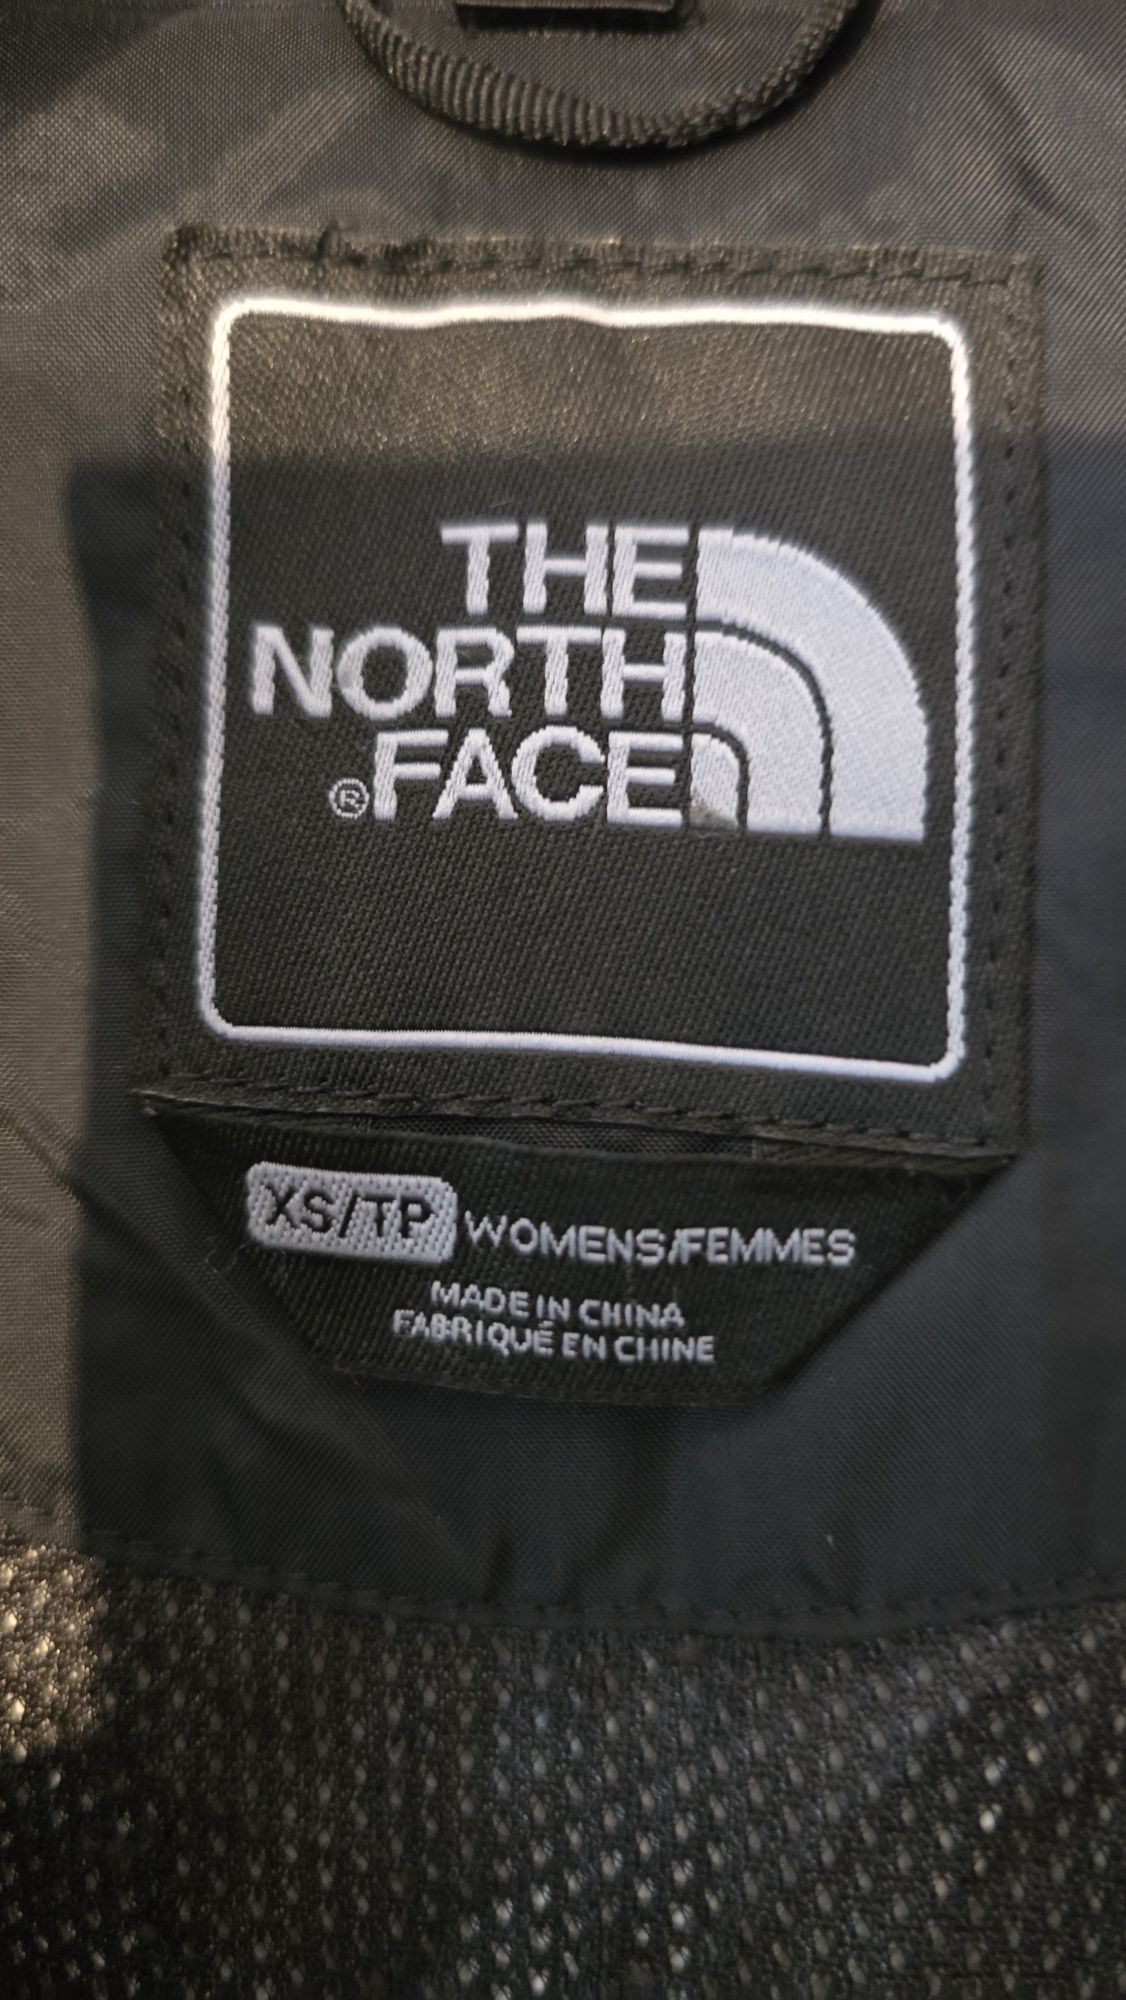 THE
NORTH
®FACE
XS/TP WOMENS/FEMMES
MADE IN CHINA
FABRIQUÉ EN CHINE